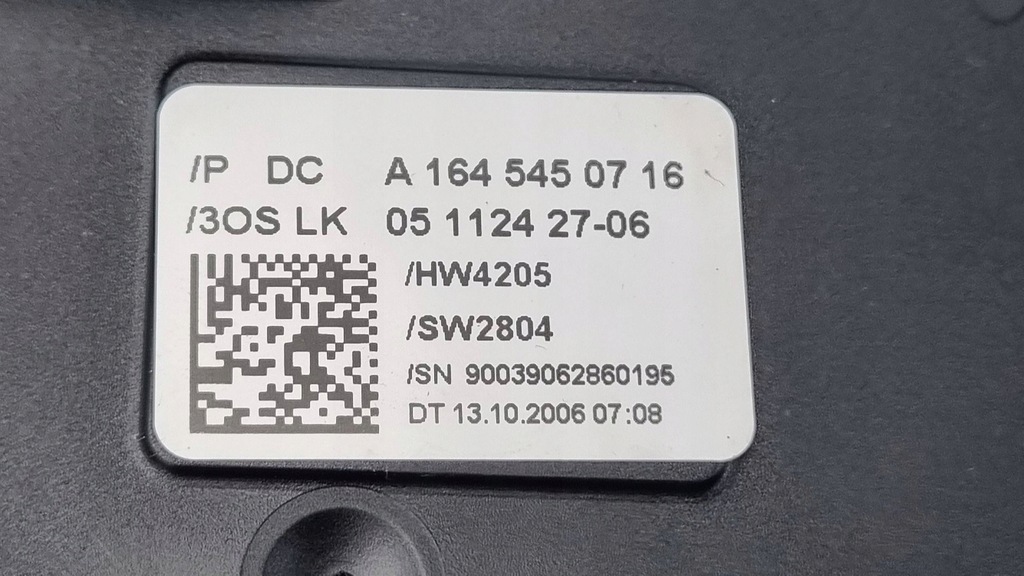 /P DC A 164 545 07 16
/3OS LK 05 1124 27-06
/HW4205
/SW2804
/SN 90039062860195
DT 13.10.2006 07:08